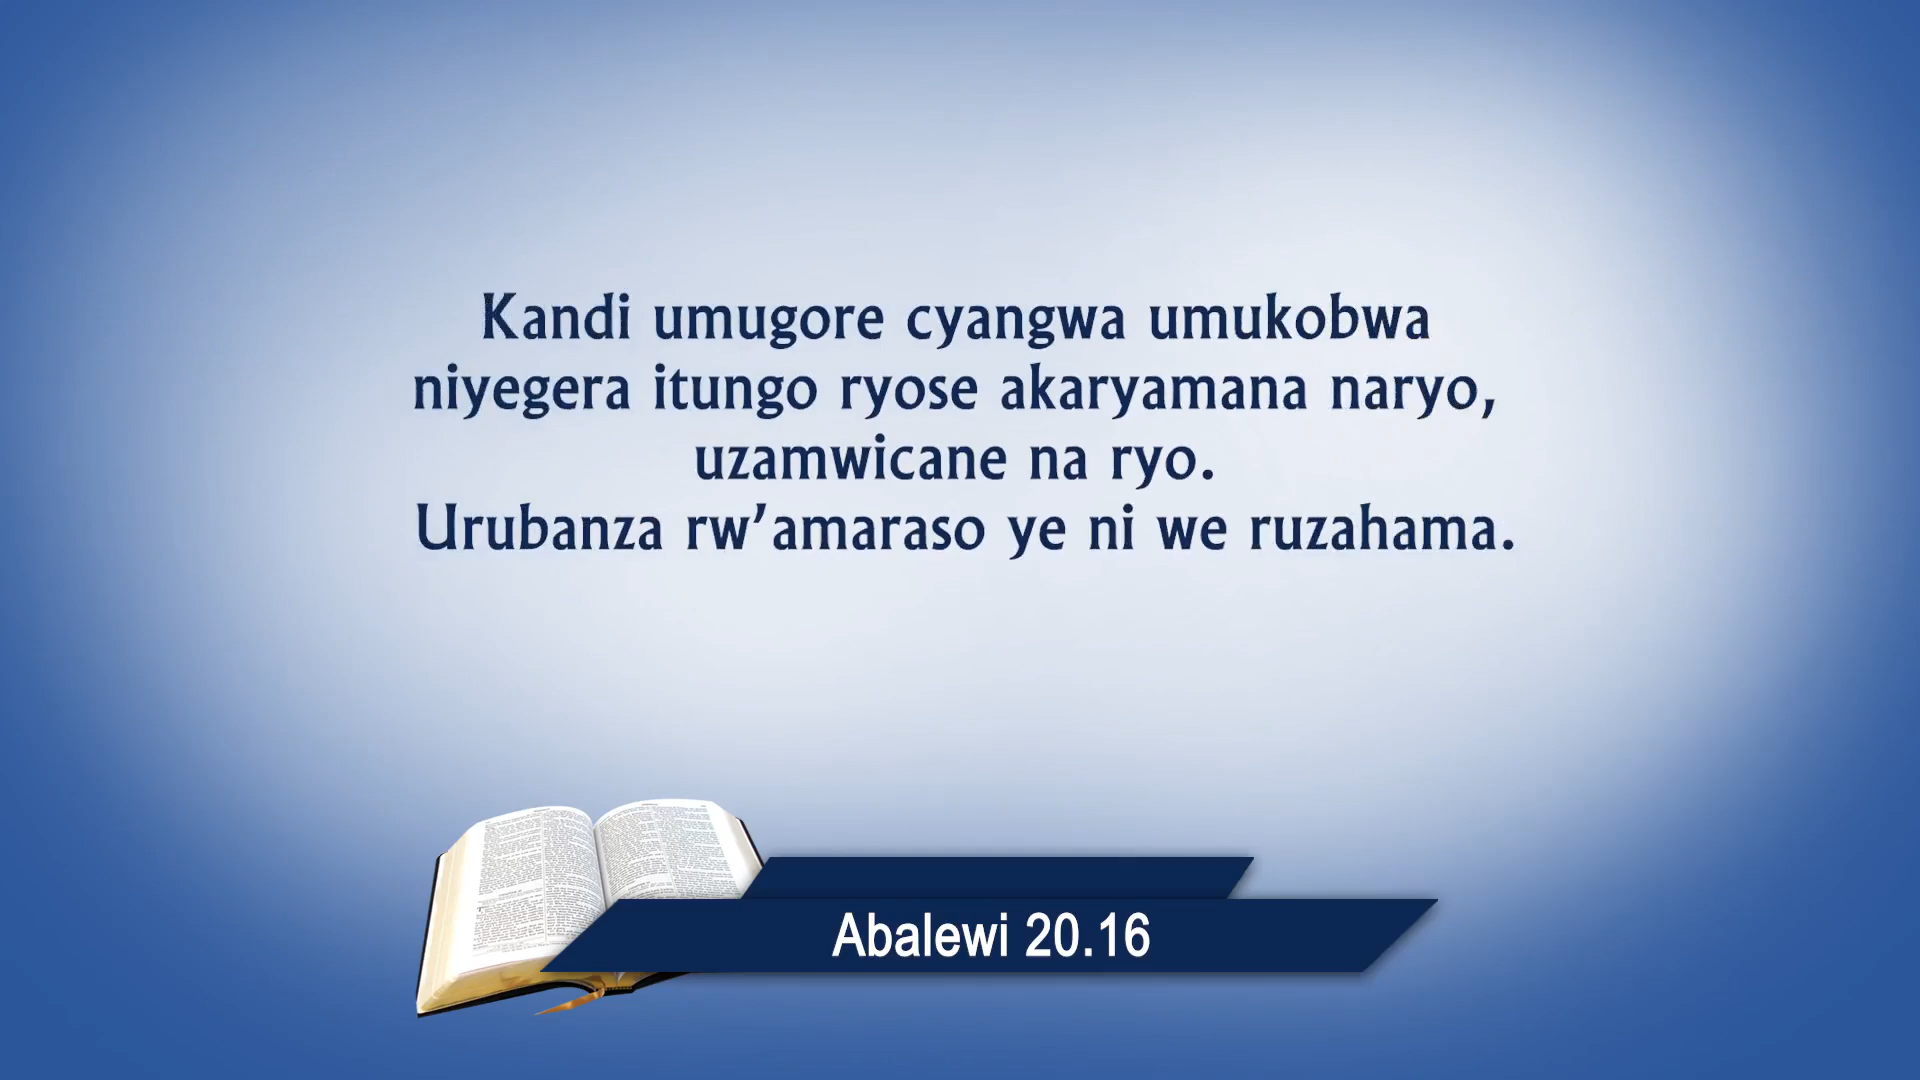 Kandi umugore cyangwa umukobwa
niyegera itungo ryose akaryamana naryo,
uzamwicane na ryo.
Urubanza rw’amaraso ye ni we ruzahama.
Abalewi 20.16